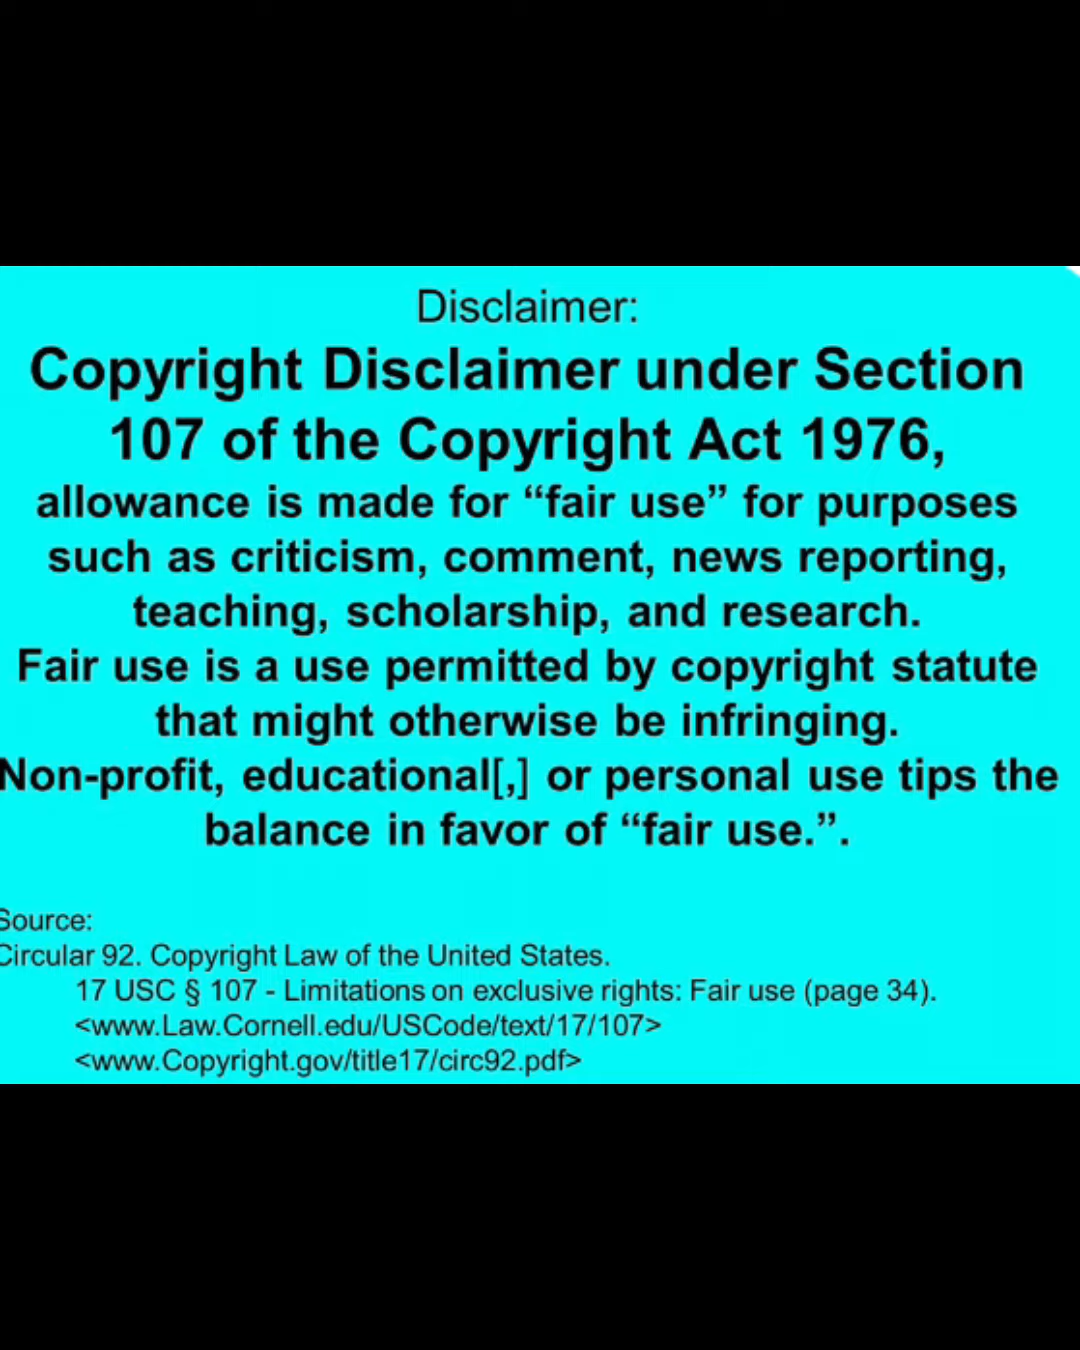 Disclaimer:
Copyright Disclaimer under Section
107 of the Copyright Act 1976,
allowance is made for “fair use” for purposes
such as criticism, comment, news reporting,
teaching, scholarship, and research.
Fair use is a use permitted by copyright statute
that might otherwise be infringing.
Non-profit, educational[,] or personal use tips the
balance in favor of “fair use.”.
Source:
Circular 92. Copyright Law of the United States.
17 USC § 107 - Limitations on exclusive rights: Fair use (page 34).
<www.Law.Cornell.edu/USCode/text/17/107>
<www.Copyright.gov/title17/circ92.pdf>